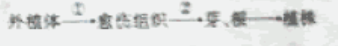 外植体 ①→ 愈伤组织 ②→ 芽、根 → 植株